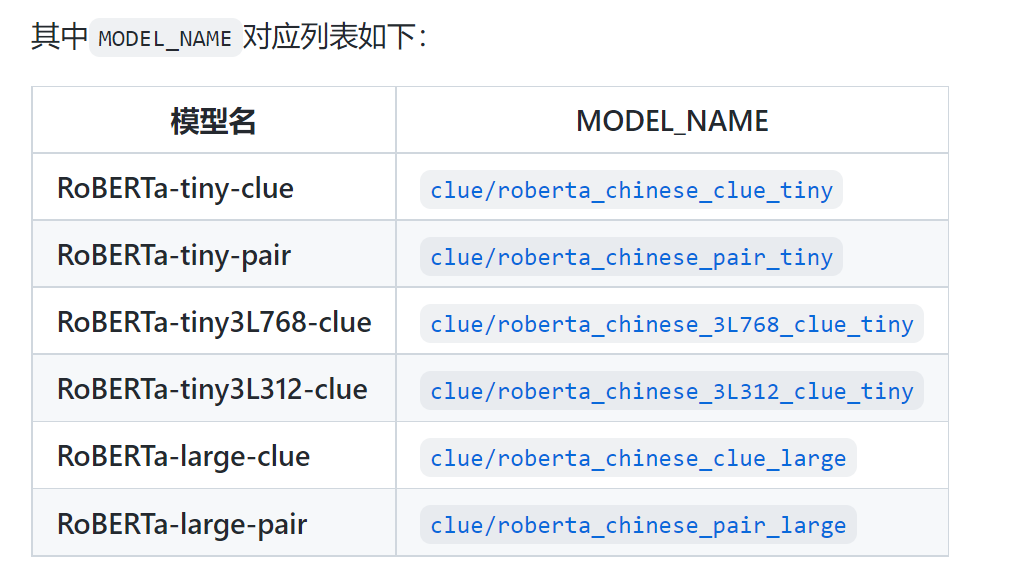 其中MODEL_NAME对应列表如下：
模型名 MODEL_NAME
RoBERTa-tiny-clue clue/roberta_chinese_clue_tiny
RoBERTa-tiny-pair clue/roberta_chinese_pair_tiny
RoBERTa-tiny3L768-clue clue/roberta_chinese_3L768_clue_tiny
RoBERTa-tiny3L312-clue clue/roberta_chinese_3L312_clue_tiny
RoBERTa-large-clue clue/roberta_chinese_clue_large
RoBERTa-large-pair clue/roberta_chinese_pair_large